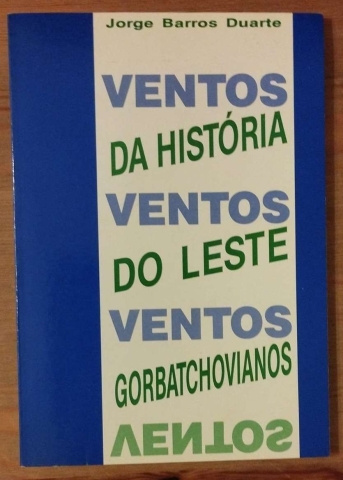 Jorge Barros Duarte
VENTOS
DA HISTÓRIA
VENTOS
DO LESTE
VENTOS
GORBATCHOVIANOS
VENTOS